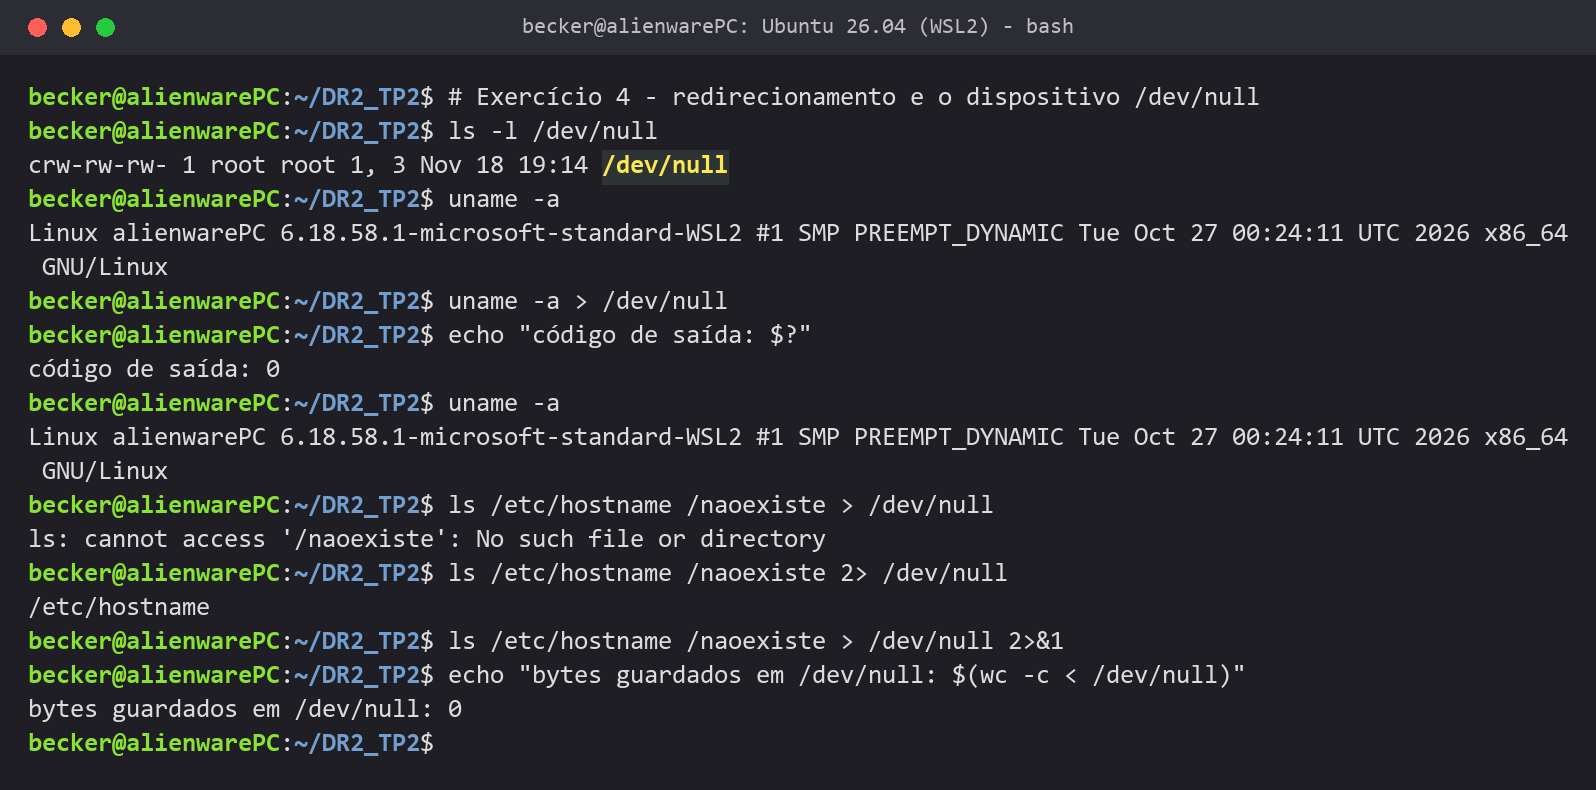 becker@alienwarePC: Ubuntu 26.04 (WSL2) - bash
becker@alienwarePC:~/DR2_TP2$ # Exercício 4 - redirecionamento e o dispositivo /dev/null
becker@alienwarePC:~/DR2_TP2$ ls -l /dev/null
crw-rw-rw- 1 root root 1, 3 Nov 18 19:14 /dev/null
becker@alienwarePC:~/DR2_TP2$ uname -a
Linux alienwarePC 6.18.58.1-microsoft-standard-WSL2 #1 SMP PREEMPT_DYNAMIC Tue Oct 27 00:24:11 UTC 2026 x86_64
 GNU/Linux
becker@alienwarePC:~/DR2_TP2$ uname -a > /dev/null
becker@alienwarePC:~/DR2_TP2$ echo "código de saída: $?"
código de saída: 0
becker@alienwarePC:~/DR2_TP2$ uname -a
Linux alienwarePC 6.18.58.1-microsoft-standard-WSL2 #1 SMP PREEMPT_DYNAMIC Tue Oct 27 00:24:11 UTC 2026 x86_64
 GNU/Linux
becker@alienwarePC:~/DR2_TP2$ ls /etc/hostname /naoexiste > /dev/null
ls: cannot access '/naoexiste': No such file or directory
becker@alienwarePC:~/DR2_TP2$ ls /etc/hostname /naoexiste 2> /dev/null
/etc/hostname
becker@alienwarePC:~/DR2_TP2$ ls /etc/hostname /naoexiste > /dev/null 2>&1
becker@alienwarePC:~/DR2_TP2$ echo "bytes guardados em /dev/null: $(wc -c < /dev/null)"
bytes guardados em /dev/null: 0
becker@alienwarePC:~/DR2_TP2$